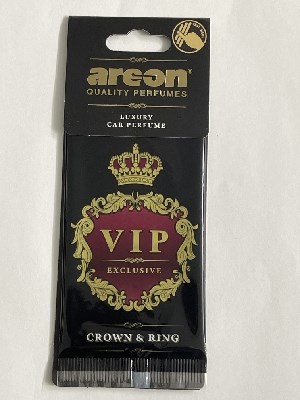 areon
QUALITY PERFUMES
LUXURY
CAR PERFUME
VIP
EXCLUSIVE
CROWN & RING